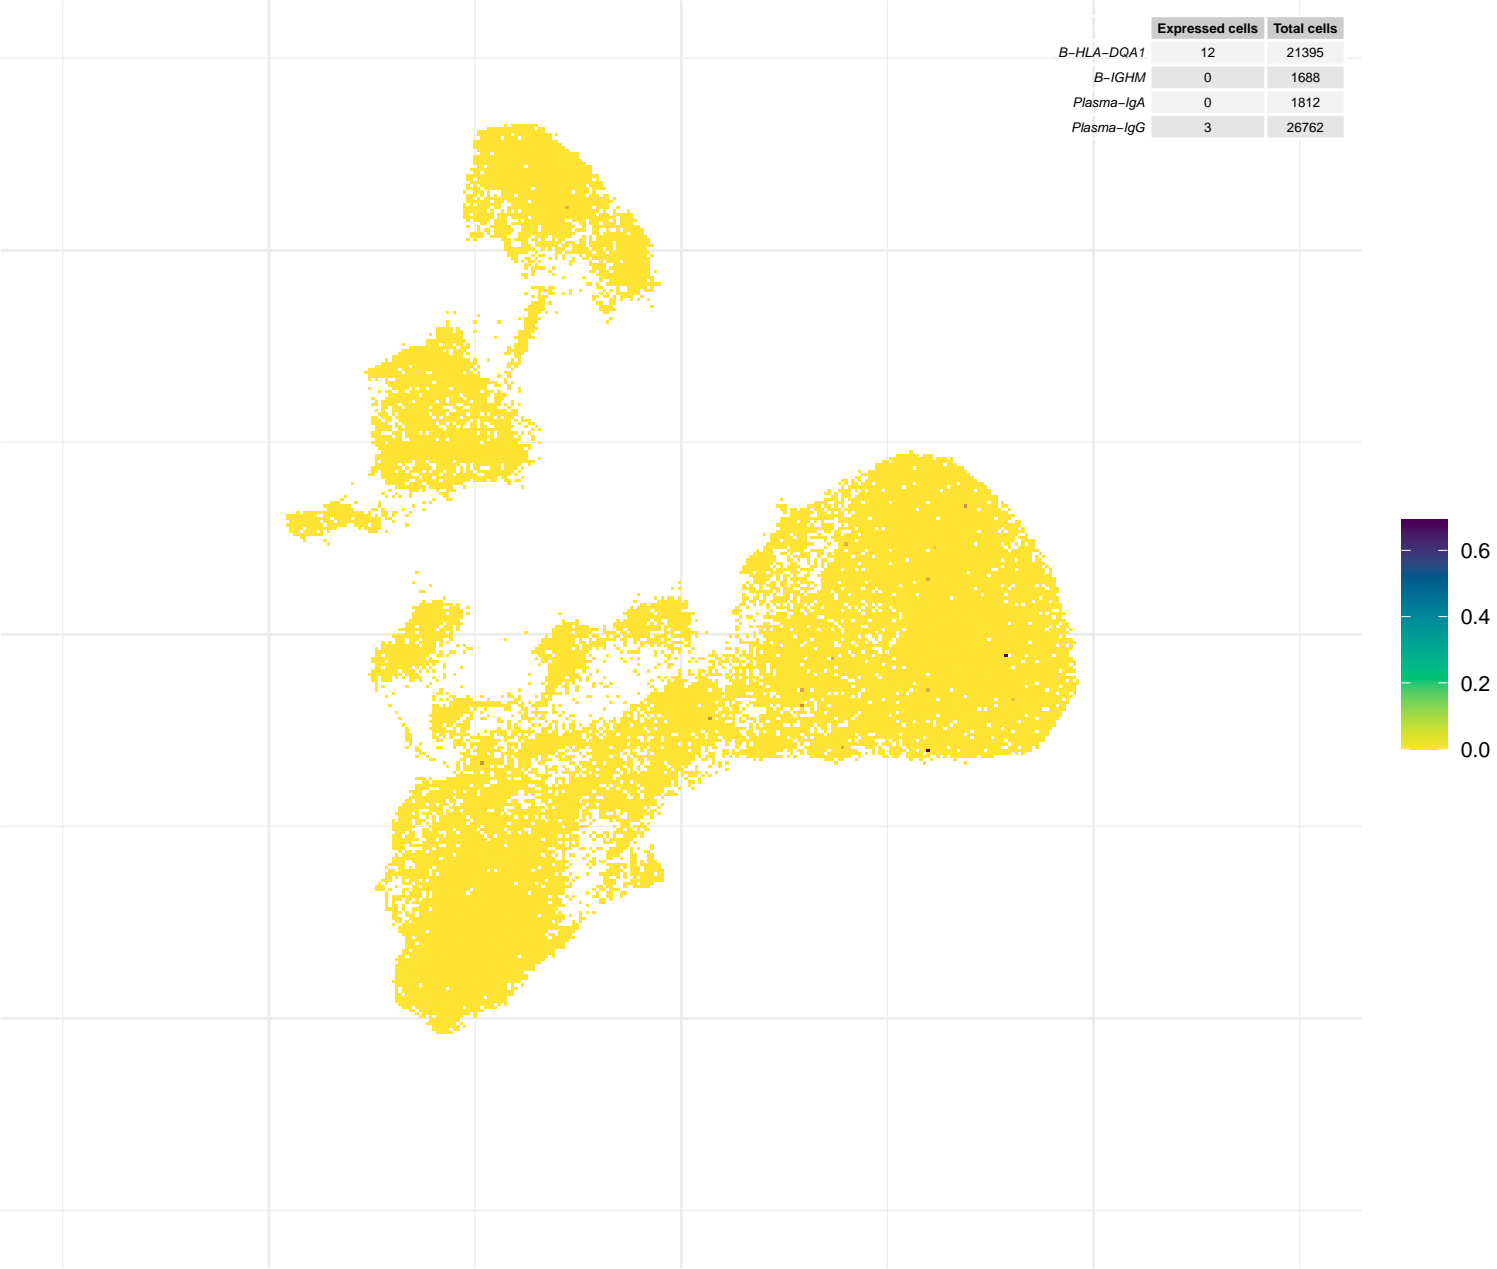 Expressed cells Total cells
B−HLA−DQA1 12 21395
B−IGHM 0 1688
Plasma−IgA 0 1812
Plasma−IgG 3 26762
0.6
0.4
0.2
0.0